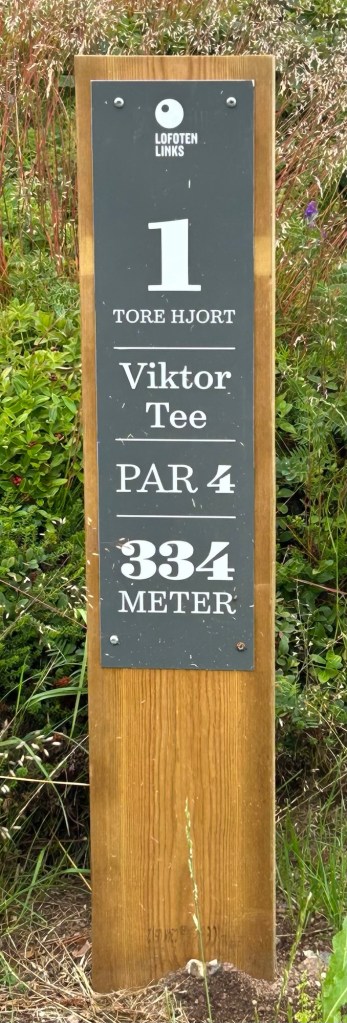 LOFOTEN
LINKS
1
TORE HJORT
Viktor
Tee
PAR 4
334
METER